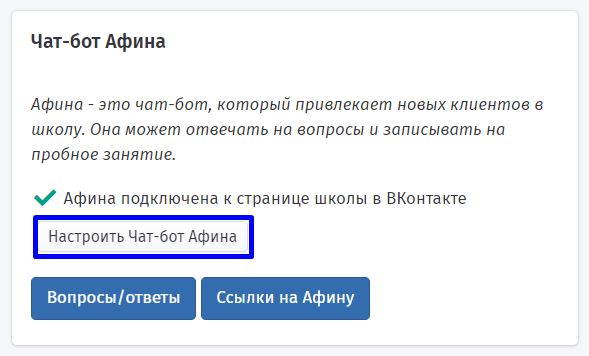 Чат-бот Афина
Афина - это чат-бот, который привлекает новых клиентов в
школу. Она может отвечать на вопросы и записывать на
пробное занятие.
Афина подключена к странице школы в ВКонтакте
Настроить Чат-бот Афина
Вопросы/ответы Ссылки на Афину